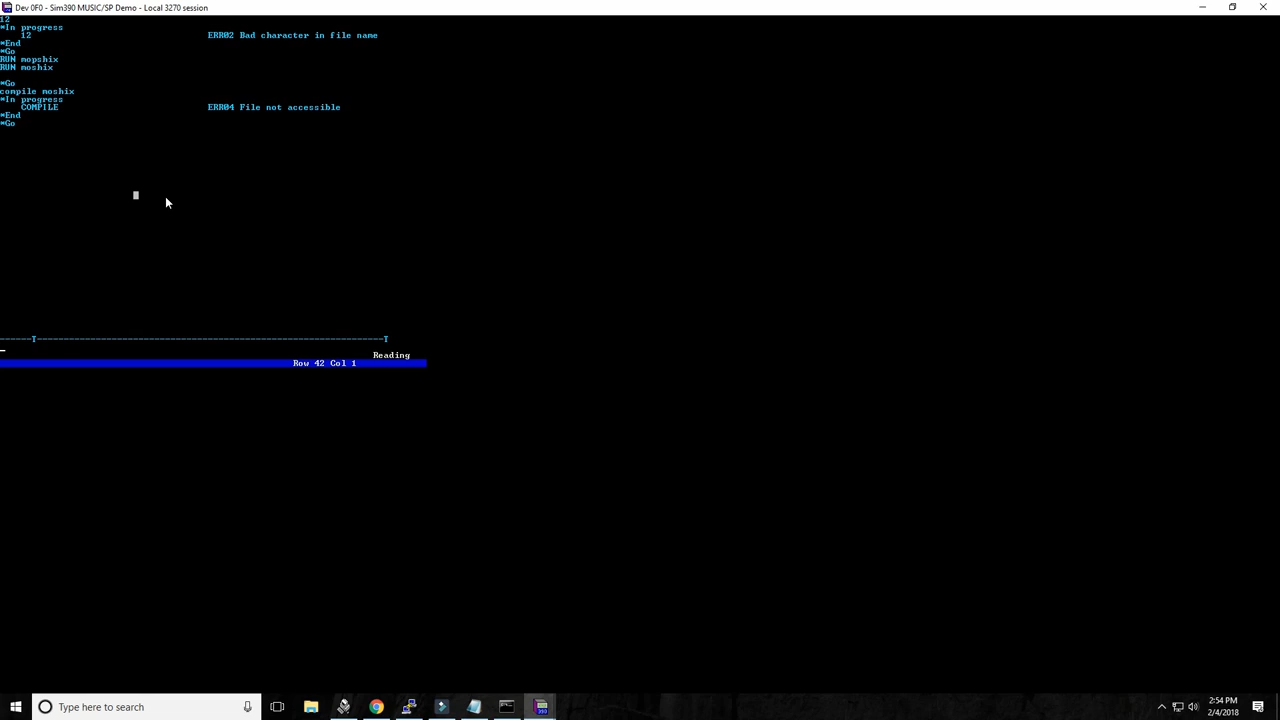 Dev 0F0 - Sim390 MUSIC/SP Demo - Local 3270 session
12
*In progress
12 ERR02 Bad character in file name
*End
*Go
RUN mopshix
RUN moshix
*Go
compile moshix
*In progress
COMPILE ERR04 File not accessible
*End
*Go
------T------------------------------------------------------------------T
Reading
Row 42 Col 1
Type here to search
390
2:54 PM
2/4/2018